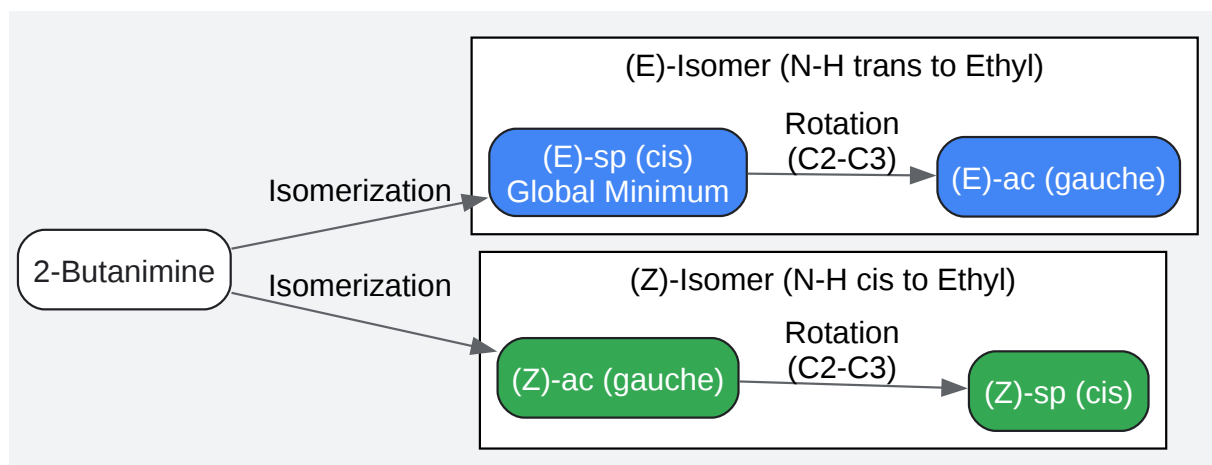 2-Butanimine
Isomerization
Isomerization
(E)-Isomer (N-H trans to Ethyl)
(E)-sp (cis)
Global Minimum
Rotation
(C2-C3)
(E)-ac (gauche)
(Z)-Isomer (N-H cis to Ethyl)
(Z)-ac (gauche)
Rotation
(C2-C3)
(Z)-sp (cis)